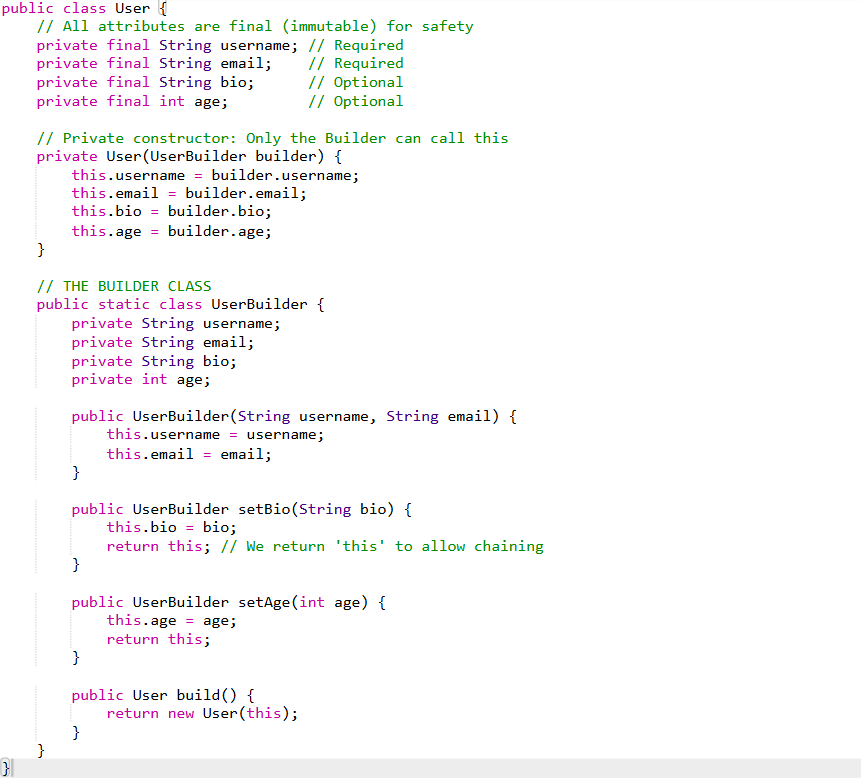 public class User {
    // All attributes are final (immutable) for safety
    private final String username; // Required
    private final String email;    // Required
    private final String bio;      // Optional
    private final int age;         // Optional

    // Private constructor: Only the Builder can call this
    private User(UserBuilder builder) {
        this.username = builder.username;
        this.email = builder.email;
        this.bio = builder.bio;
        this.age = builder.age;
    }

    // THE BUILDER CLASS
    public static class UserBuilder {
        private String username;
        private String email;
        private String bio;
        private int age;

        public UserBuilder(String username, String email) {
            this.username = username;
            this.email = email;
        }

        public UserBuilder setBio(String bio) {
            this.bio = bio;
            return this; // We return 'this' to allow chaining
        }

        public UserBuilder setAge(int age) {
            this.age = age;
            return this;
        }

        public User build() {
            return new User(this);
        }
    }
}